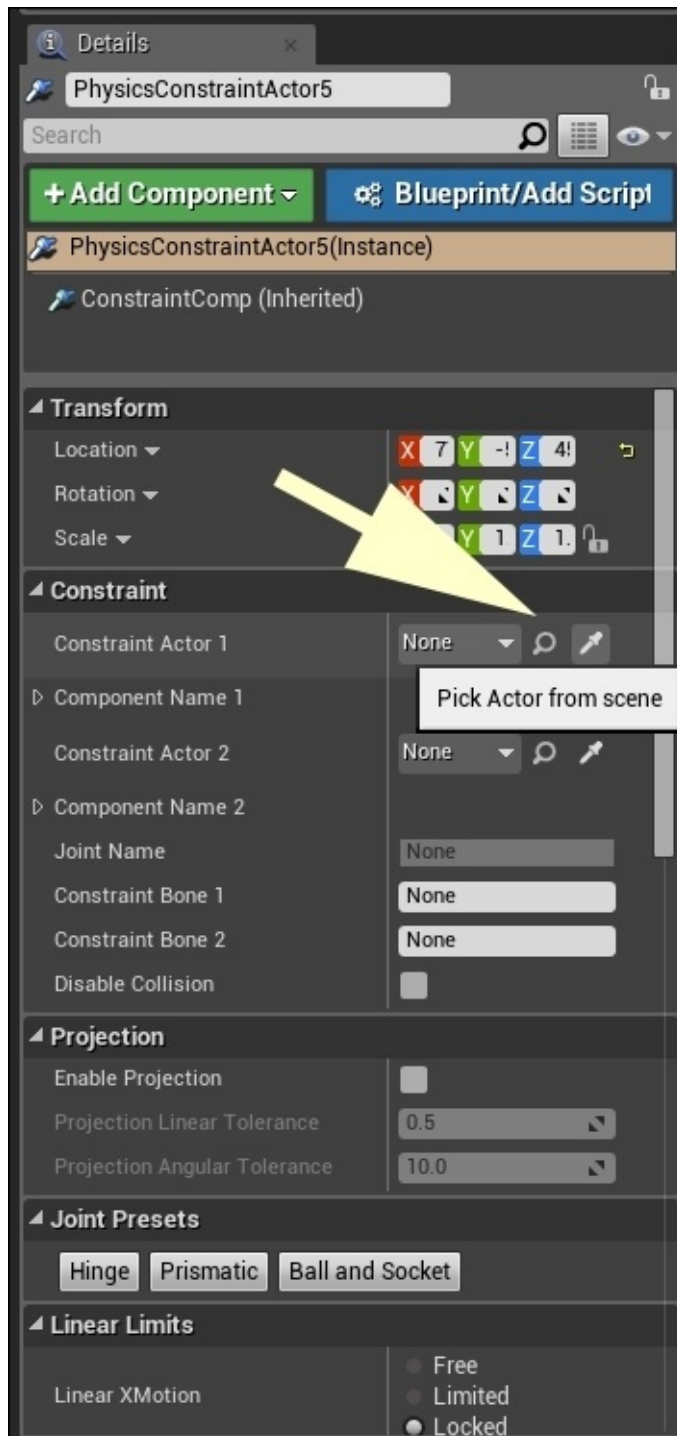 Details
PhysicsConstraintActor5
Search
+ Add Component Blueprint/Add Script
PhysicsConstraintActor5(Instance)
ConstraintComp (Inherited)
Transform
Location X 7 Y -! Z 4!
Rotation X Y Z
Scale Y 1 Z 1.
Constraint
Constraint Actor 1 None
Component Name 1
Pick Actor from scene
Constraint Actor 2 None
Component Name 2
Joint Name None
Constraint Bone 1 None
Constraint Bone 2 None
Disable Collision
Projection
Enable Projection
Projection Linear Tolerance 0.5
Projection Angular Tolerance 10.0
Joint Presets
Hinge Prismatic Ball and Socket
Linear Limits
Free
Linear XMotion Limited
Locked